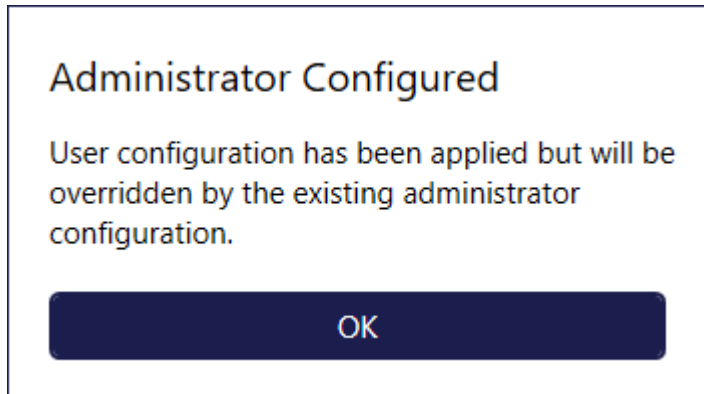 Administrator Configured
User configuration has been applied but will be
overridden by the existing administrator
configuration.
OK